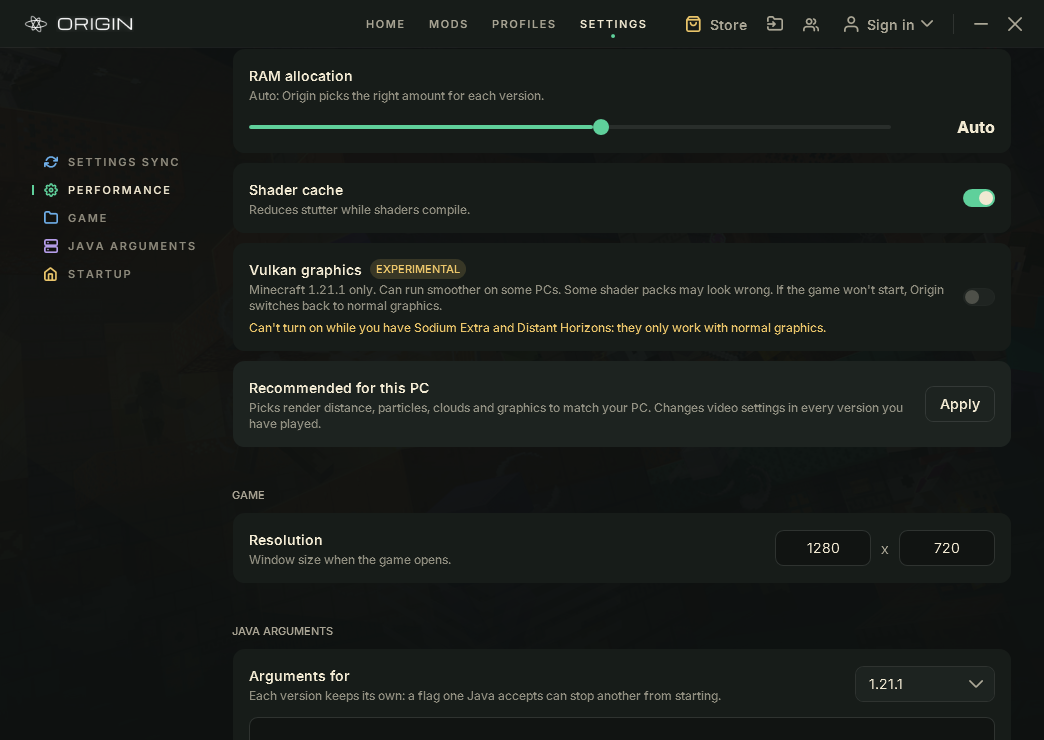 ORIGIN
HOME MODS PROFILES SETTINGS Store Sign in
RAM allocation
Auto: Origin picks the right amount for each version.
Auto
SETTINGS SYNC
PERFORMANCE
GAME
JAVA ARGUMENTS
STARTUP
Shader cache
Reduces stutter while shaders compile.
Vulkan graphics EXPERIMENTAL
Minecraft 1.21.1 only. Can run smoother on some PCs. Some shader packs may look wrong. If the game won't start, Origin
switches back to normal graphics.
Can't turn on while you have Sodium Extra and Distant Horizons: they only work with normal graphics.
Recommended for this PC
Picks render distance, particles, clouds and graphics to match your PC. Changes video settings in every version you
have played.
Apply
GAME
Resolution
Window size when the game opens.
1280 x 720
JAVA ARGUMENTS
Arguments for
Each version keeps its own: a flag one Java accepts can stop another from starting.
1.21.1